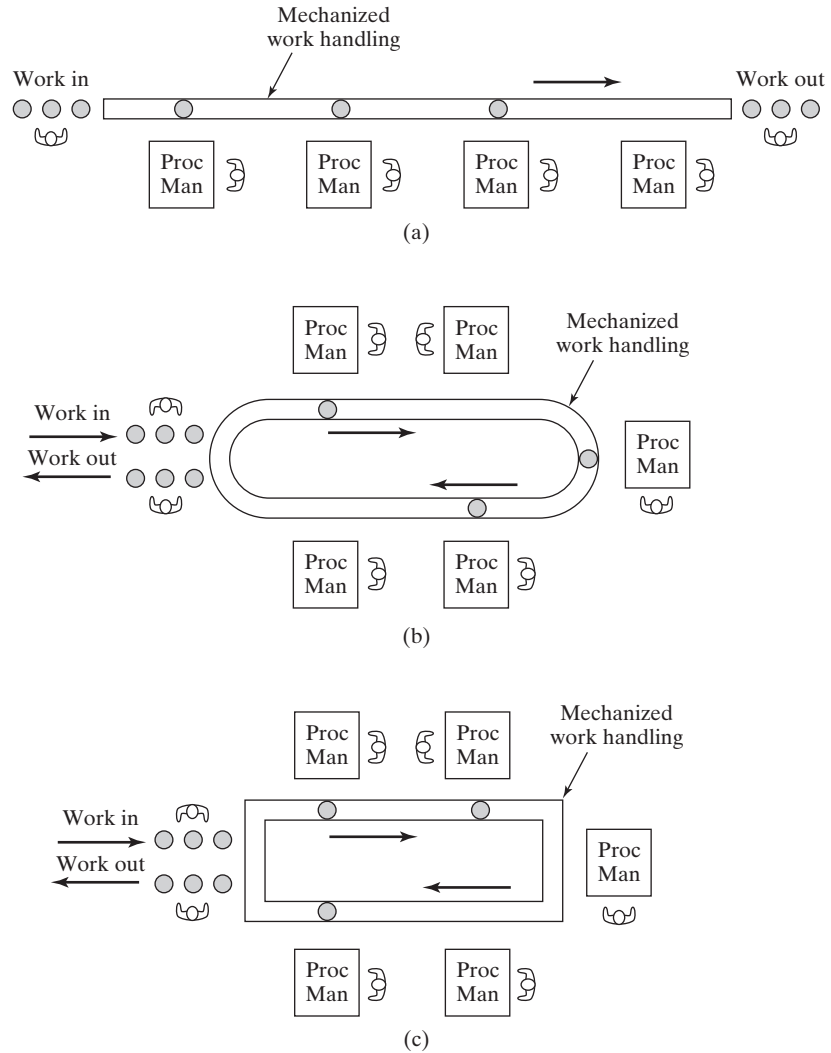 Mechanized
work handling
Work in
Work out
Proc
Man
Proc
Man
Proc
Man
Proc
Man
(a)
Proc
Man
Proc
Man
Mechanized
work handling
Work in
Work out
Proc
Man
Proc
Man
Proc
Man
(b)
Proc
Man
Proc
Man
Mechanized
work handling
Work in
Work out
Proc
Man
Proc
Man
Proc
Man
(c)